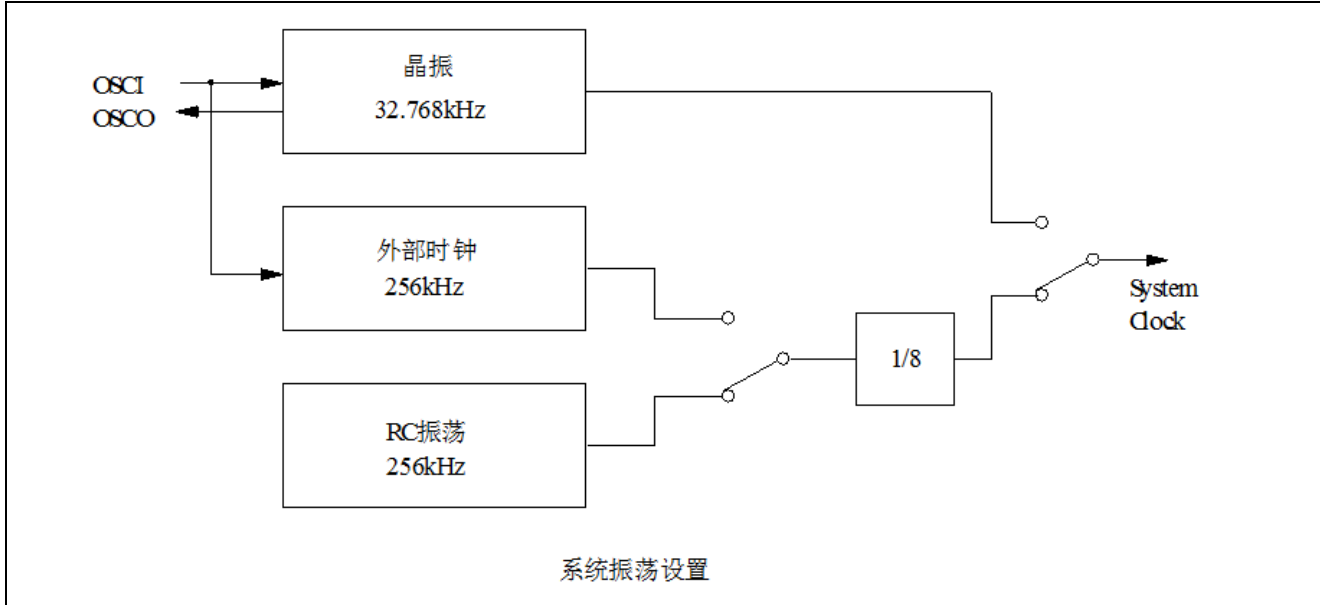 晶振
32.768kHz
OSCI
OSCO
外部时钟
256kHz
RC振荡
256kHz
1/8
System
Clock
系统振荡设置